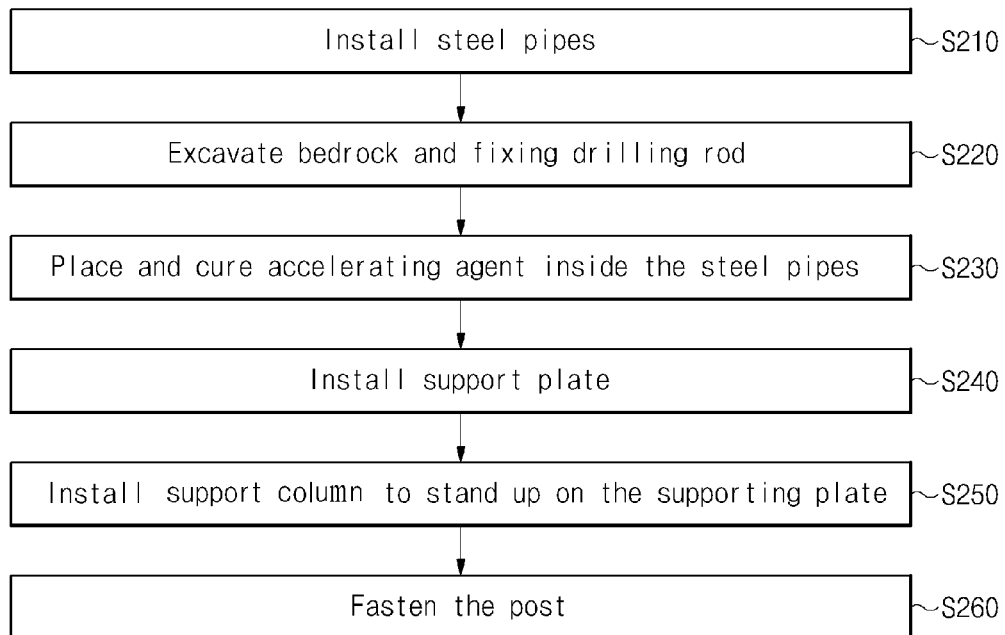 Install steel pipes
S210
Excavate bedrock and fixing drilling rod
S220
Place and cure accelerating agent inside the steel pipes
S230
Install support plate
S240
Install support column to stand up on the supporting plate
S250
Fasten the post
S260